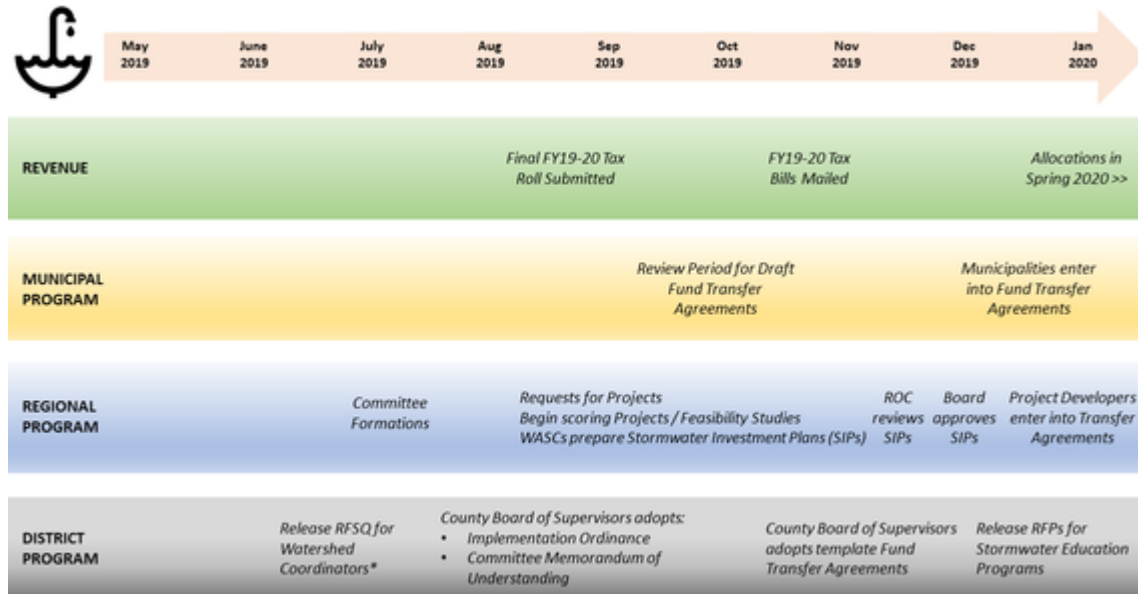 May 2019
June 2019
July 2019
Aug 2019
Sep 2019
Oct 2019
Nov 2019
Dec 2019
Jan 2020
REVENUE
Final FY19-20 Tax
Roll Submitted
FY19-20 Tax
Bills Mailed
Allocations in
Spring 2020 >>
MUNICIPAL
PROGRAM
Review Period for Draft
Fund Transfer
Agreements
Municipalities enter
into Fund Transfer
Agreements
REGIONAL
PROGRAM
Committee
Formations
Requests for Projects
Begin scoring Projects / Feasibility Studies
WASCs prepare Stormwater Investment Plans (SIPs)
ROC
reviews
SIPs
Board
approves
SIPs
Project Developers
enter into Transfer
Agreements
DISTRICT
PROGRAM
Release RFSQ for
Watershed
Coordinators*
County Board of Supervisors adopts:
• Implementation Ordinance
• Committee Memorandum of
Understanding
County Board of Supervisors
adopts template Fund
Transfer Agreements
Release RFPs for
Stormwater Education
Programs